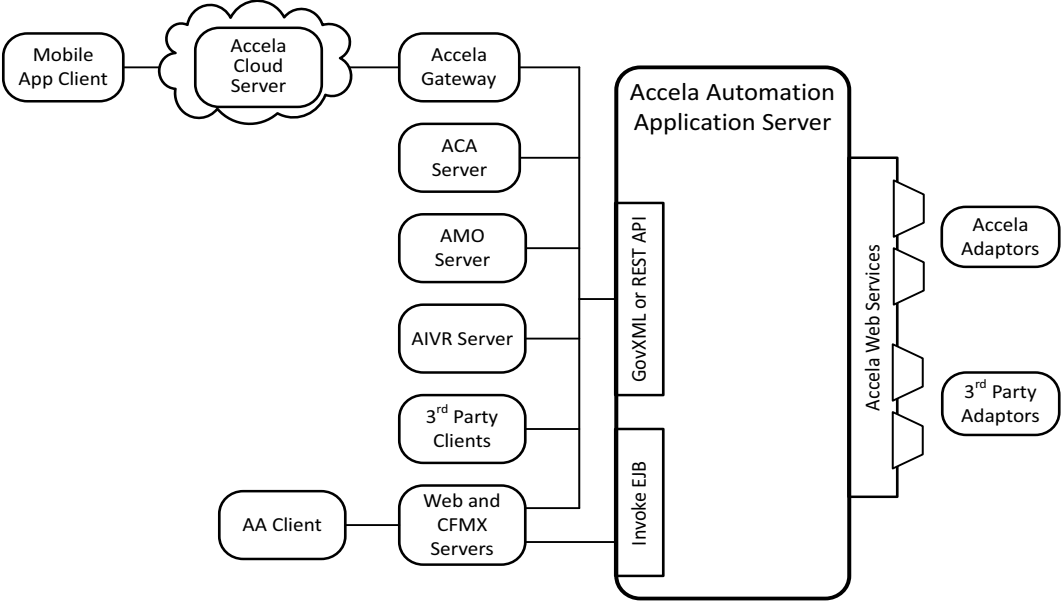 Mobile
App Client
Accela
Cloud
Server
Accela
Gateway
ACA
Server
AMO
Server
AIVR Server
3rd Party
Clients
AA Client
Web and
CFMX
Servers
Accela Automation
Application Server
GovXML or REST API
Invoke EJB
Accela Web Services
Accela
Adaptors
3rd Party
Adaptors